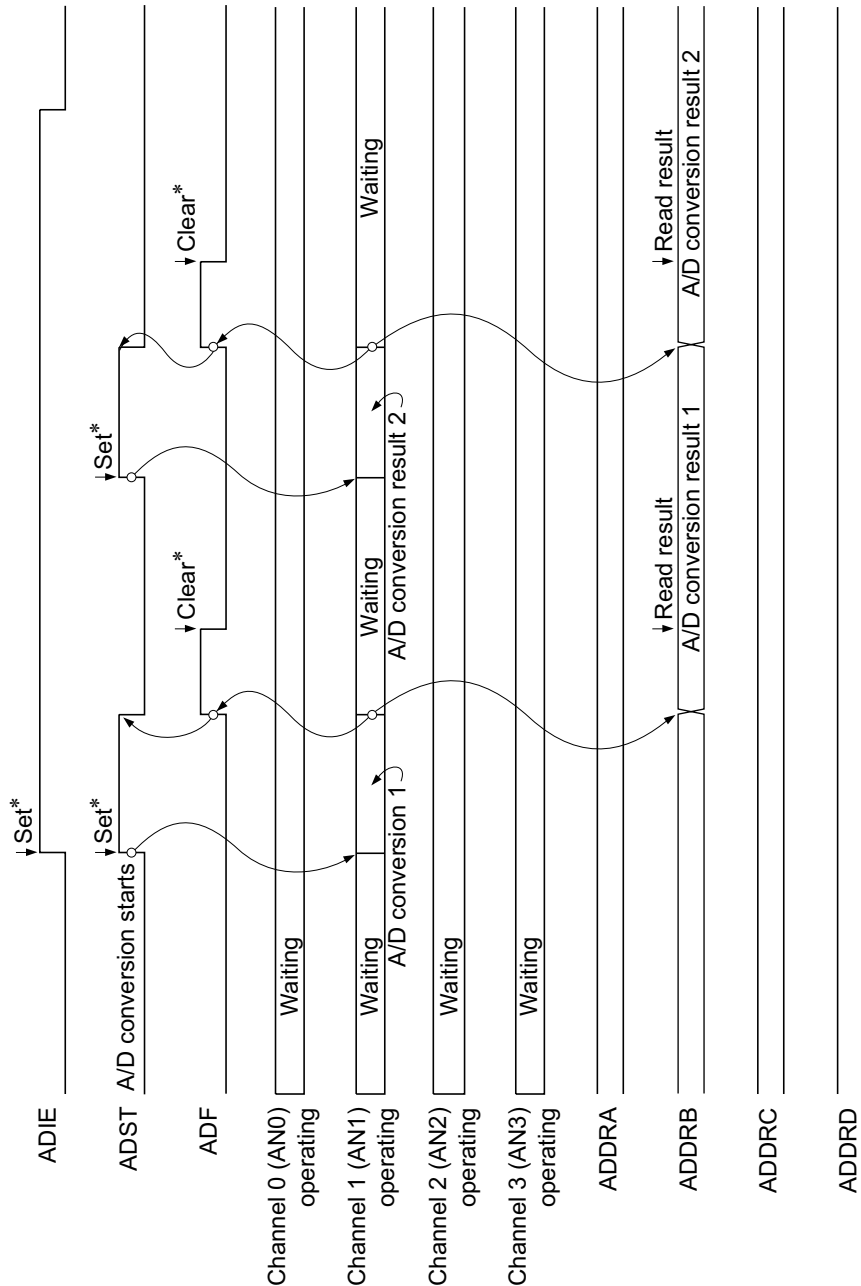 ADIE
Set*
ADST
A/D conversion starts
Set*
Set*
ADF
Clear*
Clear*
Channel 0 (AN0)
operating
Waiting
Channel 1 (AN1)
operating
Waiting
A/D conversion 1
Waiting
A/D conversion result 2
Waiting
Channel 2 (AN2)
operating
Waiting
Channel 3 (AN3)
operating
Waiting
ADDRA
ADDRB
Read result
A/D conversion result 1
Read result
A/D conversion result 2
ADDRC
ADDRD